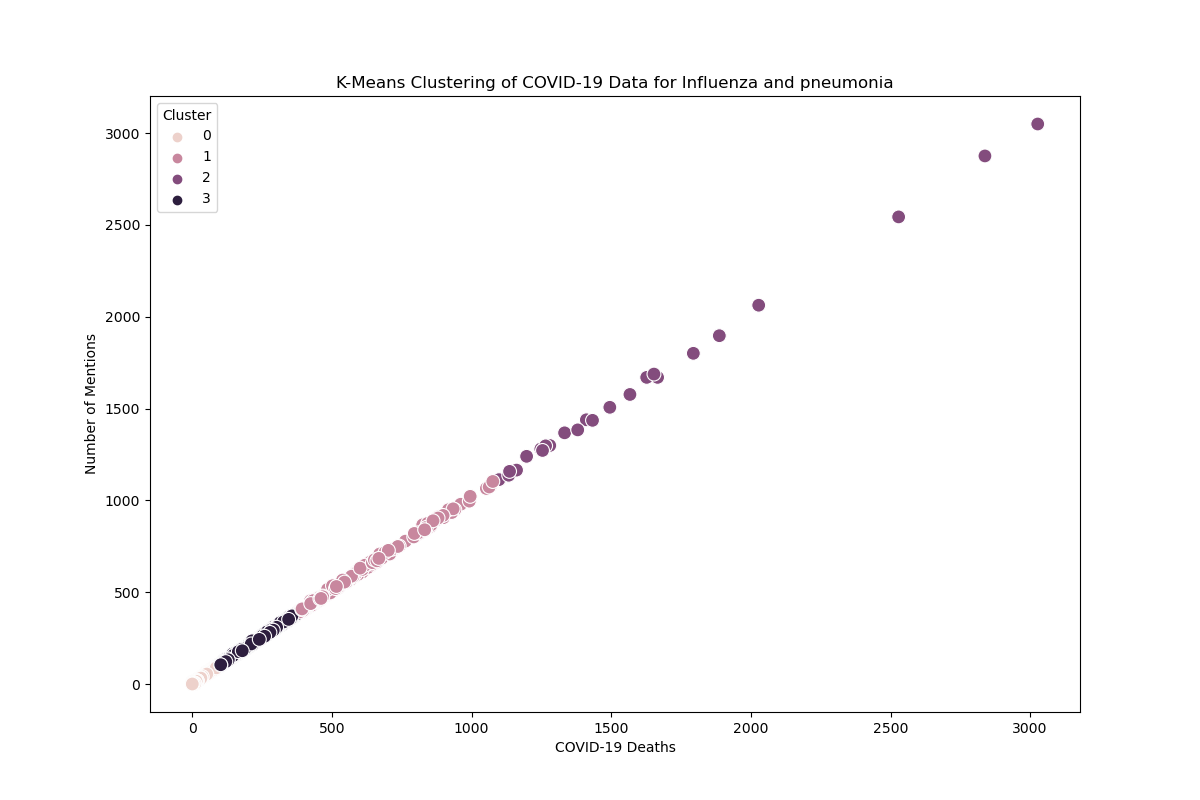 K-Means Clustering of COVID-19 Data for Influenza and pneumonia
Cluster
0
1
2
3
3000
2500
2000
1500
1000
500
0
Number of Mentions
0 500 1000 1500 2000 2500 3000
COVID-19 Deaths